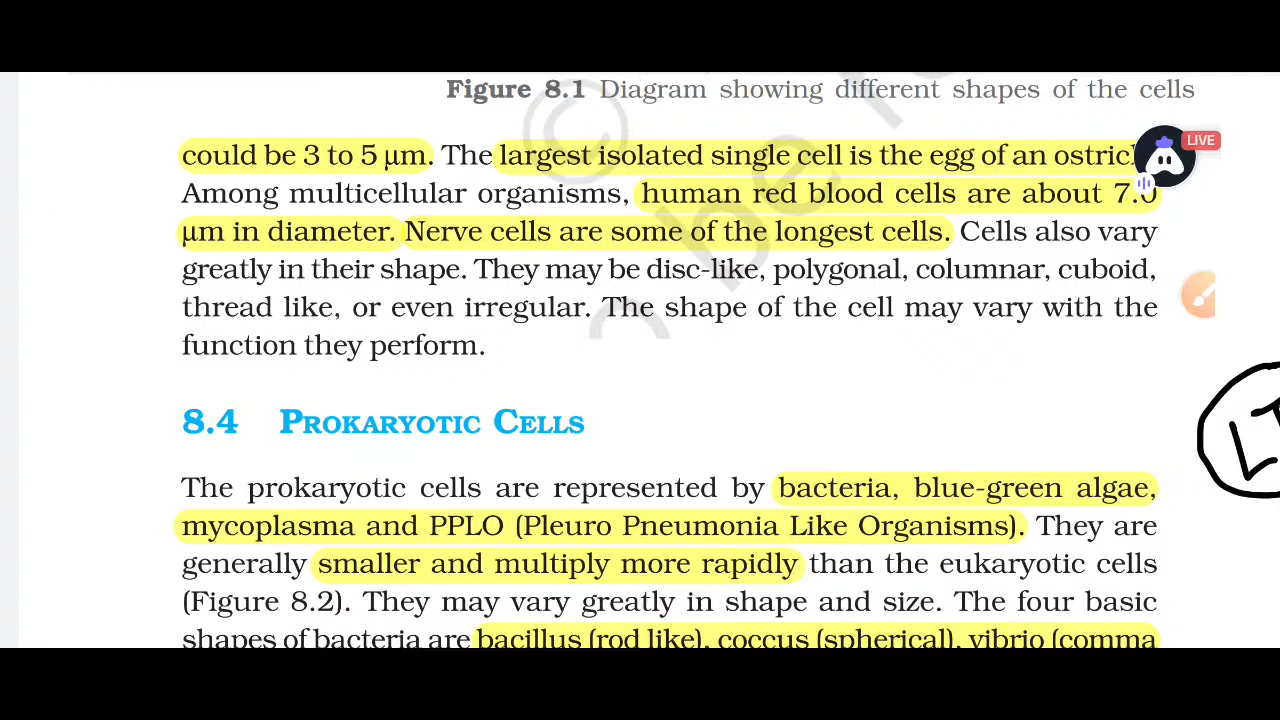 Figure 8.1 Diagram showing different shapes of the cells
could be 3 to 5 µm. The largest isolated single cell is the egg of an
LIVE
Among multicellular organisms, human red blood cells are about 7.0
µm in diameter. Nerve cells are some of the longest cells. Cells also vary
greatly in their shape. They may be disc-like, polygonal, columnar, cuboid,
thread like, or even irregular. The shape of the cell may vary with the
function they perform.
8.4 PROKARYOTIC CELLS
The prokaryotic cells are represented by bacteria, blue-green algae,
mycoplasma and PPLO (Pleuro Pneumonia Like Organisms). They are
generally smaller and multiply more rapidly than the eukaryotic cells
(Figure 8.2). They may vary greatly in shape and size. The four basic
shapes of bacteria are bacillus (rod like), coccus (spherical), vibrio (comma